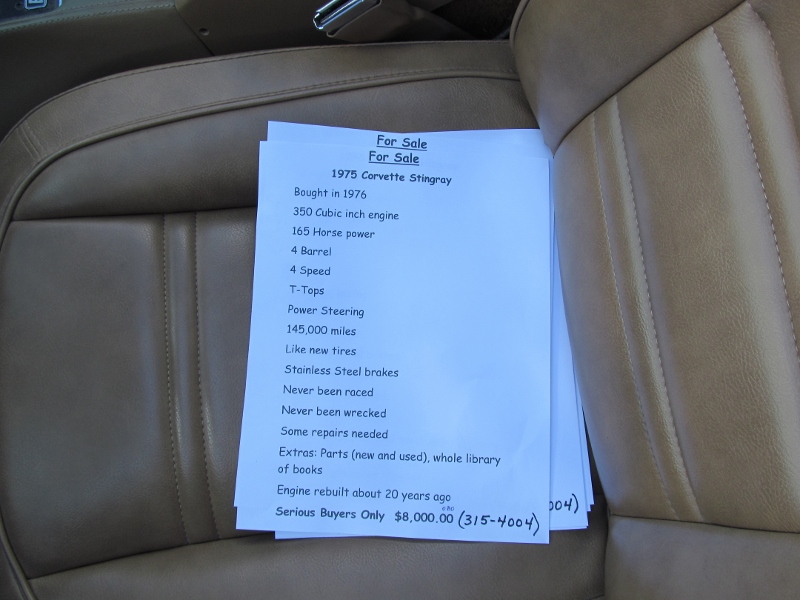 For Sale
For Sale
1975 Corvette Stingray
Bought in 1976
350 Cubic inch engine
165 Horse power
4 Barrel
4 Speed
T-Tops
Power Steering
145,000 miles
Like new tires
Stainless Steel brakes
Never been raced
Never been wrecked
Some repairs needed
Extras: Parts (new and used), whole library
of books
Engine rebuilt about 20 years ago
OBO
Serious Buyers Only $8,000.00 (315-4004)
004)